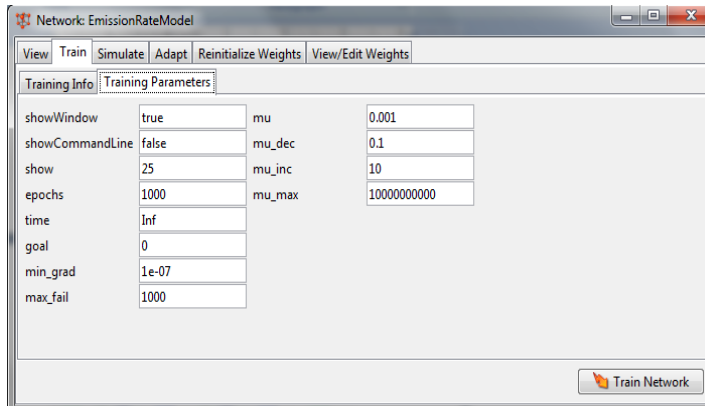 Network: EmissionRateModel
View Train Simulate Adapt Reinitialize Weights View/Edit Weights
Training Info Training Parameters
showWindow true mu 0.001
showCommandLine false mu_dec 0.1
show 25 mu_inc 10
epochs 1000 mu_max 10000000000
time Inf
goal 0
min_grad 1e-07
max_fail 1000
Train Network